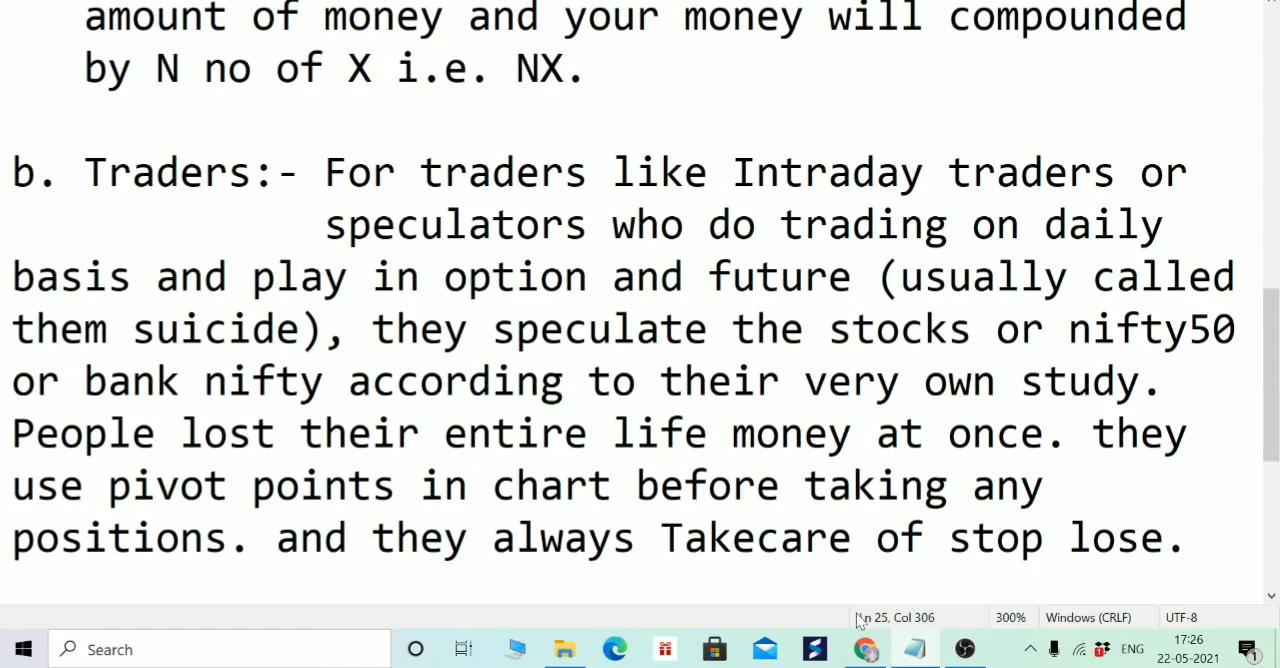 amount of money and your money will compounded
by N no of X i.e. NX.
b. Traders:- For traders like Intraday traders or
speculators who do trading on daily
basis and play in option and future (usually called
them suicide), they speculate the stocks or nifty50
or bank nifty according to their very own study.
People lost their entire life money at once. they
use pivot points in chart before taking any
positions. and they always Takecare of stop lose.
Ln 25, Col 306 300% Windows (CRLF) UTF-8
Search ENG 17:26
22-05-2021